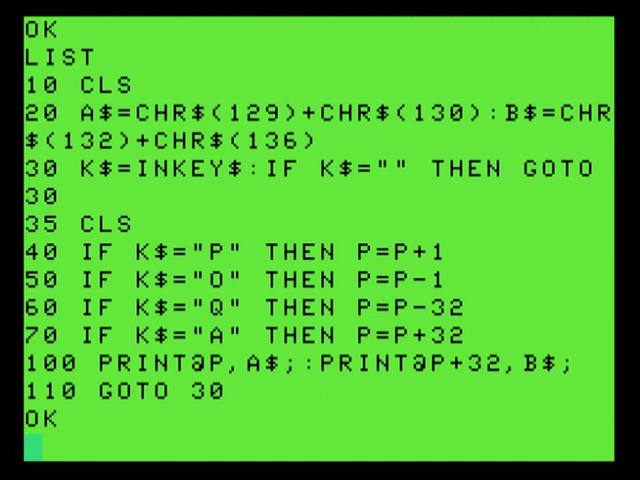 OK
LIST
10 CLS
20 A$=CHR$(129)+CHR$(130):B$=CHR
$(132)+CHR$(136)
30 K$=INKEY$:IF K$="" THEN GOTO
30
35 CLS
40 IF K$="P" THEN P=P+1
50 IF K$="O" THEN P=P-1
60 IF K$="Q" THEN P=P-32
70 IF K$="A" THEN P=P+32
100 PRINT@P,A$;:PRINT@P+32,B$;
110 GOTO 30
OK